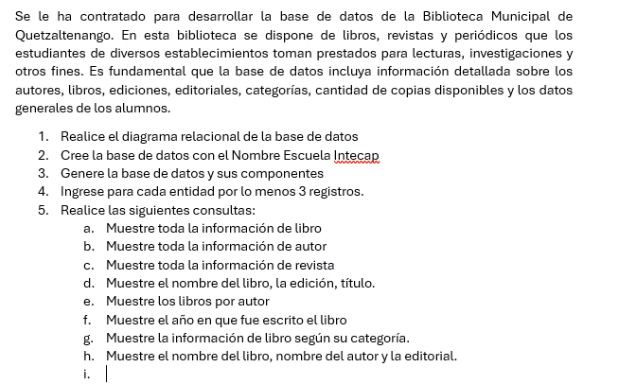 Se le ha contratado para desarrollar la base de datos de la Biblioteca Municipal de
Quetzaltenango. En esta biblioteca se dispone de libros, revistas y periódicos que los
estudiantes de diversos establecimientos toman prestados para lecturas, investigaciones y
otros fines. Es fundamental que la base de datos incluya información detallada sobre los
autores, libros, ediciones, editoriales, categorías, cantidad de copias disponibles y los datos
generales de los alumnos.
1. Realice el diagrama relacional de la base de datos
2. Cree la base de datos con el Nombre Escuela Intecap
3. Genere la base de datos y sus componentes
4. Ingrese para cada entidad por lo menos 3 registros.
5. Realice las siguientes consultas:
a. Muestre toda la información de libro
b. Muestre toda la información de autor
c. Muestre toda la información de revista
d. Muestre el nombre del libro, la edición, título.
e. Muestre los libros por autor
f. Muestre el año en que fue escrito el libro
g. Muestre la información de libro según su categoría.
h. Muestre el nombre del libro, nombre del autor y la editorial.
i.